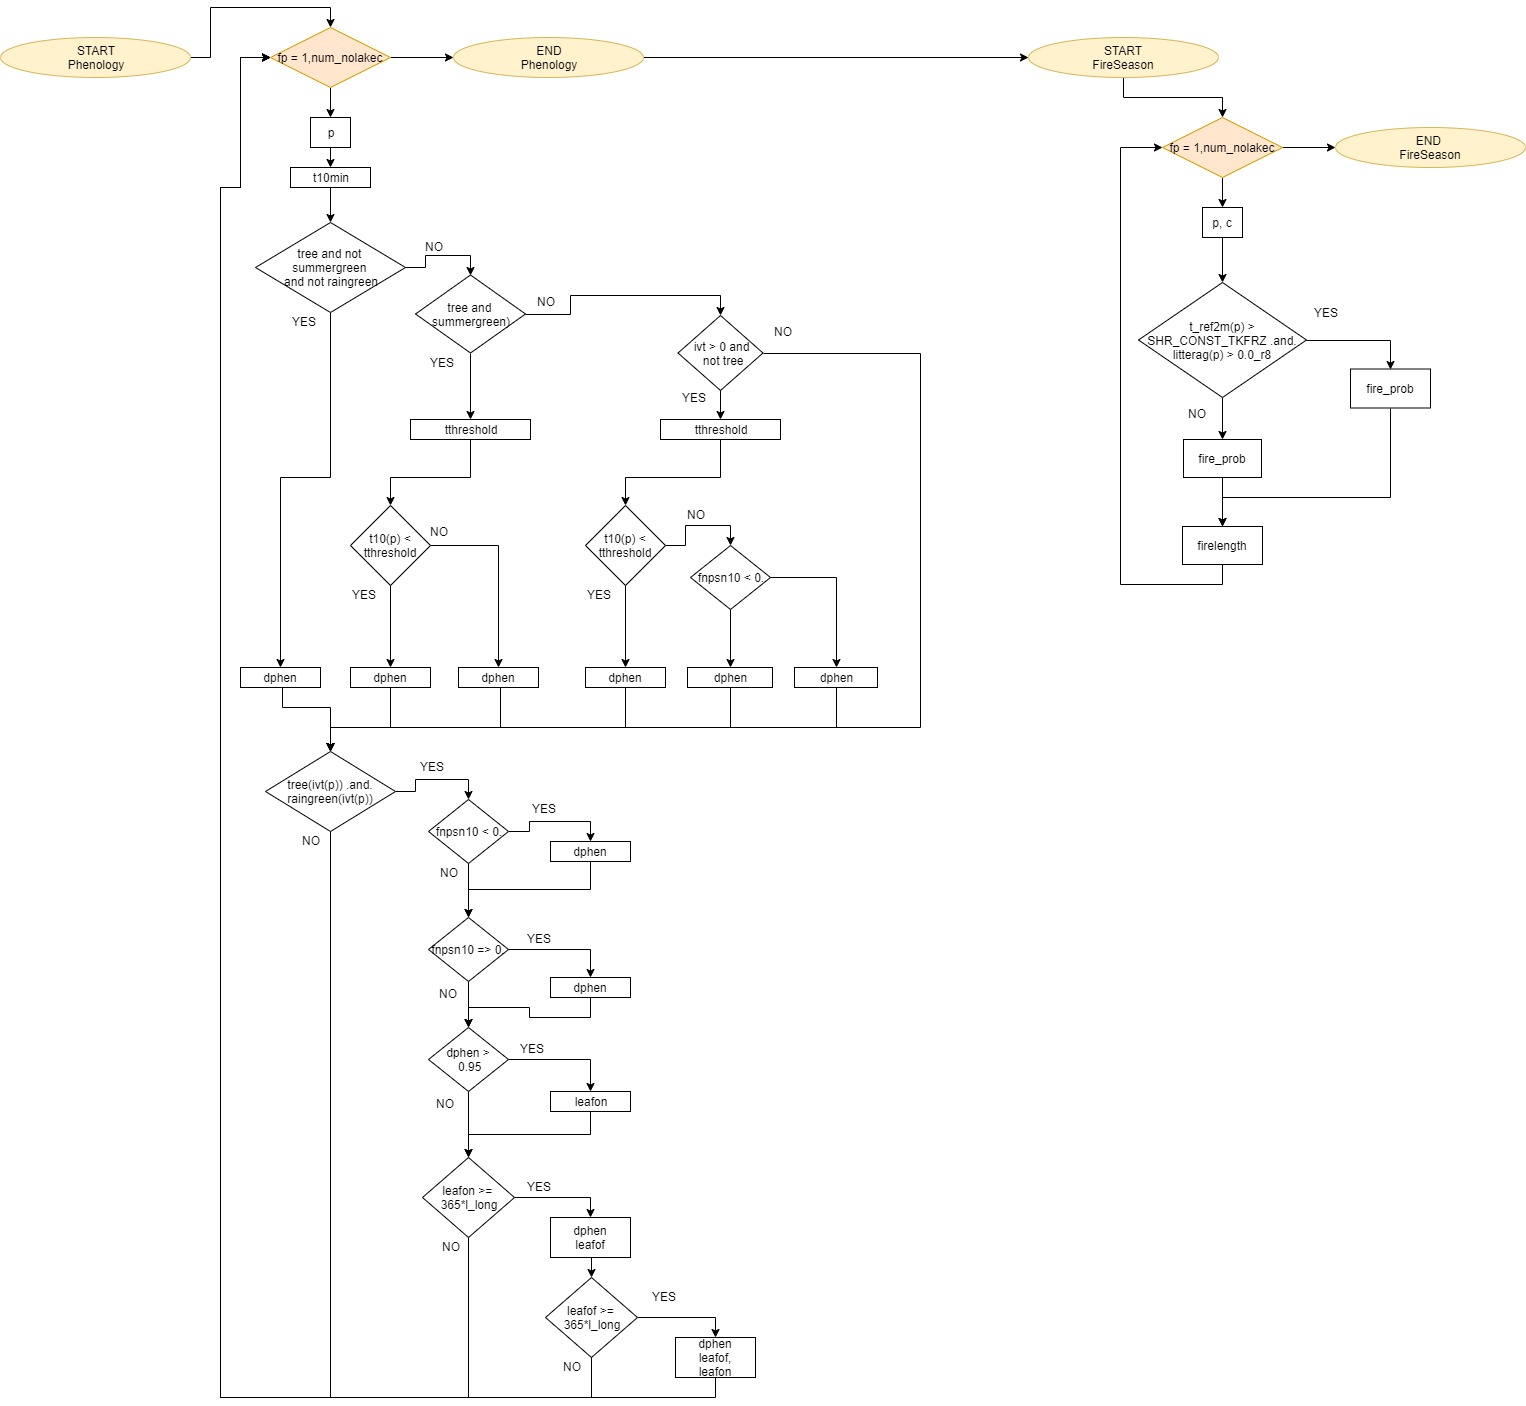 START
Phenology
fp = 1,num_nolakec
END
Phenology
START
FireSeason
p
t10min
tree and not
summergreen
and not raingreen
NO
YES
tree and
summergreen)
NO
YES
ivt > 0 and
not tree
NO
YES
tthreshold
tthreshold
t10(p) <
tthreshold
NO
YES
t10(p) <
tthreshold
NO
YES
fnpsn10 < 0.
dphen
dphen
dphen
dphen
dphen
dphen
tree(ivt(p)) .and.
raingreen(ivt(p))
YES
NO
fnpsn10 < 0.
YES
dphen
NO
fnpsn10 => 0
YES
dphen
NO
dphen >
0.95
YES
leafon
NO
leafon >=
365*l_long
YES
NO
dphen
leafof
leafof >=
365*l_long
YES
NO
dphen
leafof,
leafon
fp = 1,num_nolakec
END
FireSeason
p, c
t_ref2m(p) >
SHR_CONST_TKFRZ .and.
litterag(p) > 0.0_r8
YES
fire_prob
NO
fire_prob
firelength